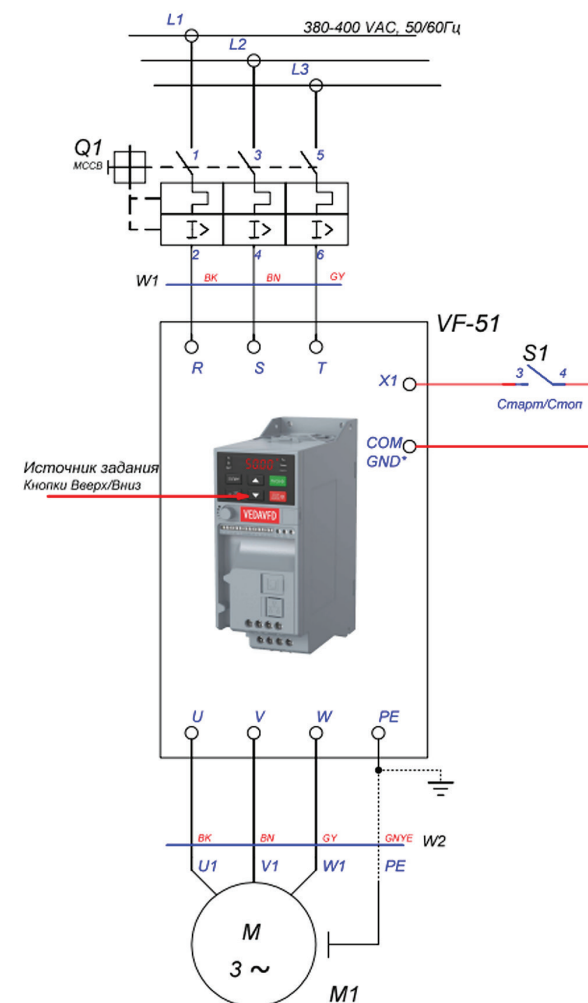 L1
380-400 VAC, 50/60Гц
L2
L3
Q1
MCCB
1
3
5
2
4
6
W1
BK
BN
GY
VF-51
R
S
T
X1
S1
3
4
Старт/Стоп
COM
GND*
Источник задания
Кнопки Вверх/Вниз
VEDAVFD
U
V
W
PE
BK
BN
GY
GNYE
W2
U1
V1
W1
PE
M
3 ~
M1